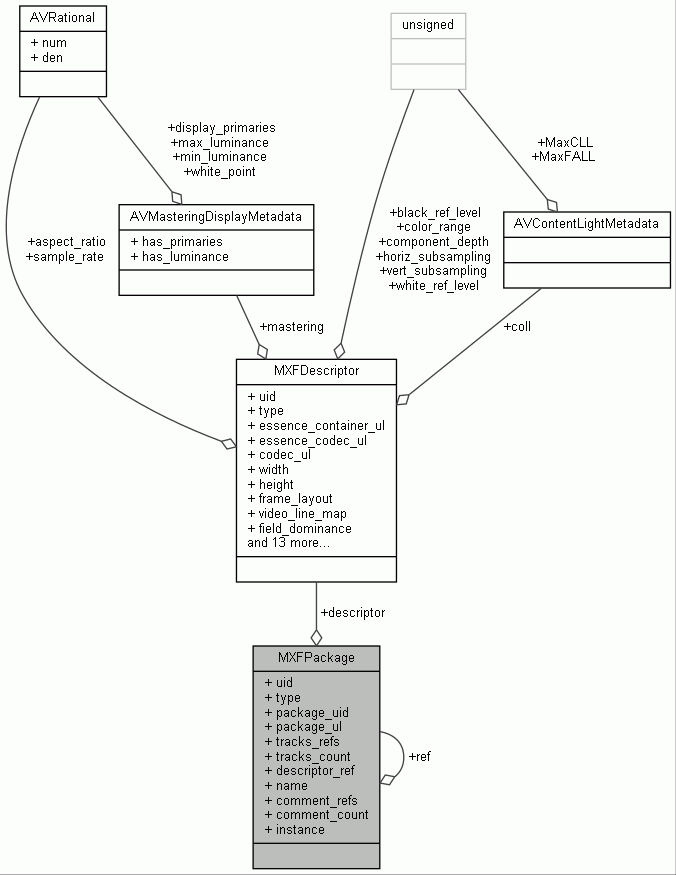 AVRational
+ num
+ den
unsigned
+display_primaries
+max_luminance
+min_luminance
+white_point
+MaxCLL
+MaxFALL
AVMasteringDisplayMetadata
+ has_primaries
+ has_luminance
+aspect_ratio
+sample_rate
+black_ref_level
+color_range
+component_depth
+horiz_subsampling
+vert_subsampling
+white_ref_level
AVContentLightMetadata
+mastering
+coll
MXFDescriptor
+ uid
+ type
+ essence_container_ul
+ essence_codec_ul
+ codec_ul
+ width
+ height
+ frame_layout
+ video_line_map
+ field_dominance
and 13 more...
+descriptor
MXFPackage
+ uid
+ type
+ package_uid
+ package_ul
+ tracks_refs
+ tracks_count
+ descriptor_ref
+ name
+ comment_refs
+ comment_count
+ instance
+ref